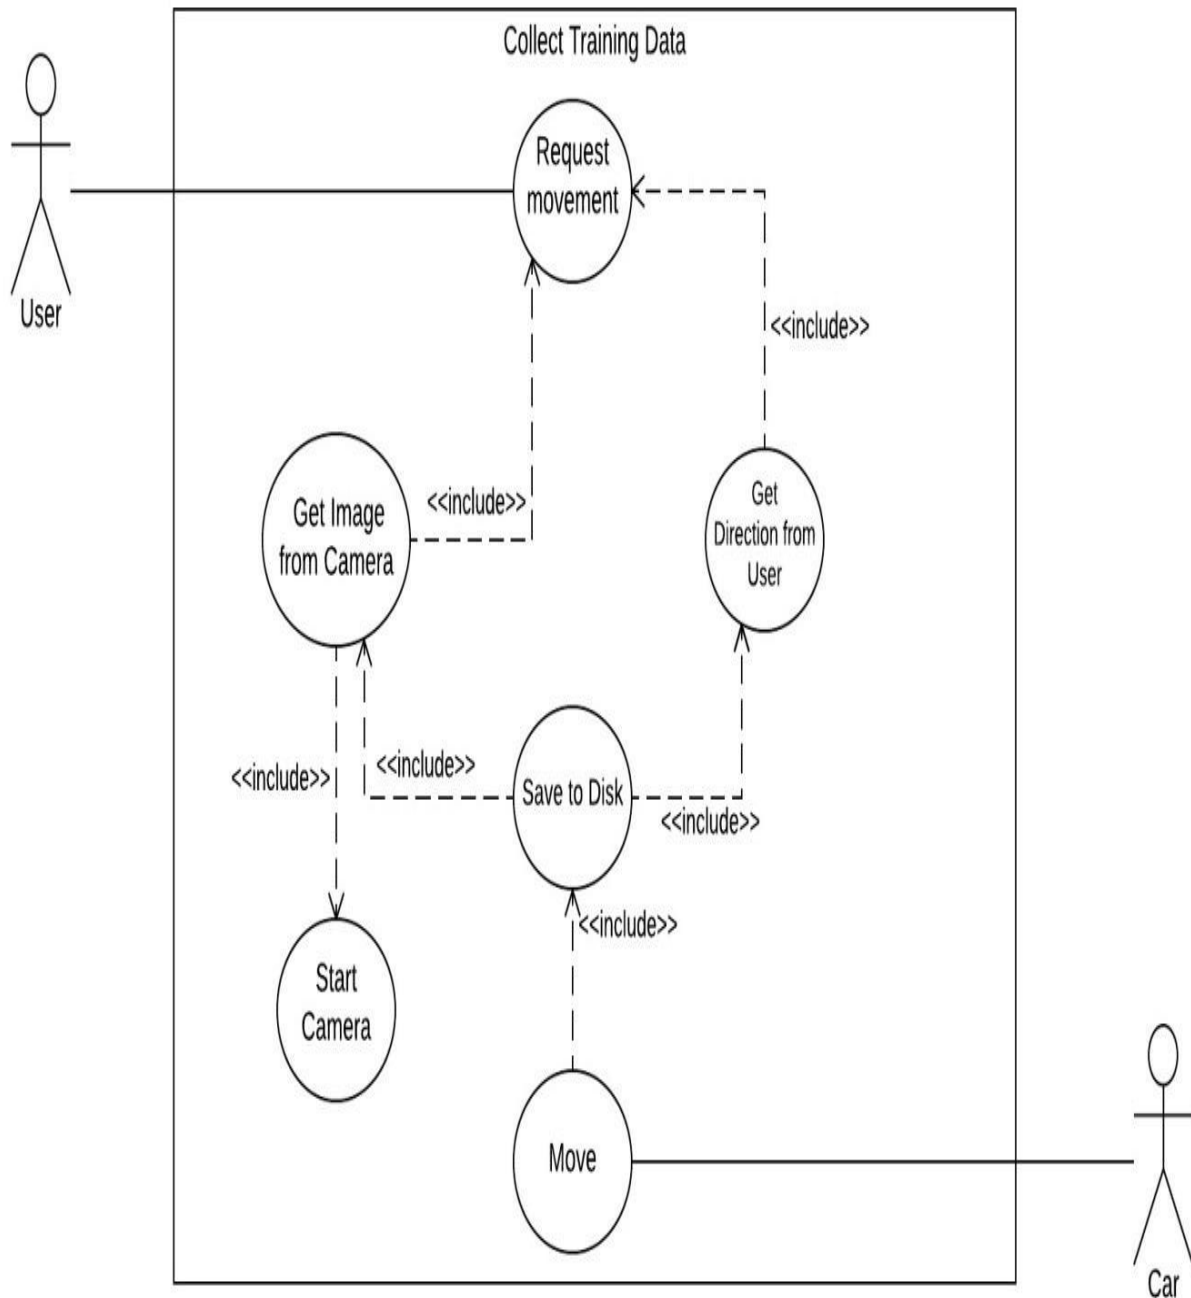 Collect Training Data
Request
movement
User
<<include>>
<<include>>
Get Image
from Camera
Get
Direction from
User
<<include>>
<<include>>
Save to Disk
<<include>>
<<include>>
Start
Camera
Move
Car